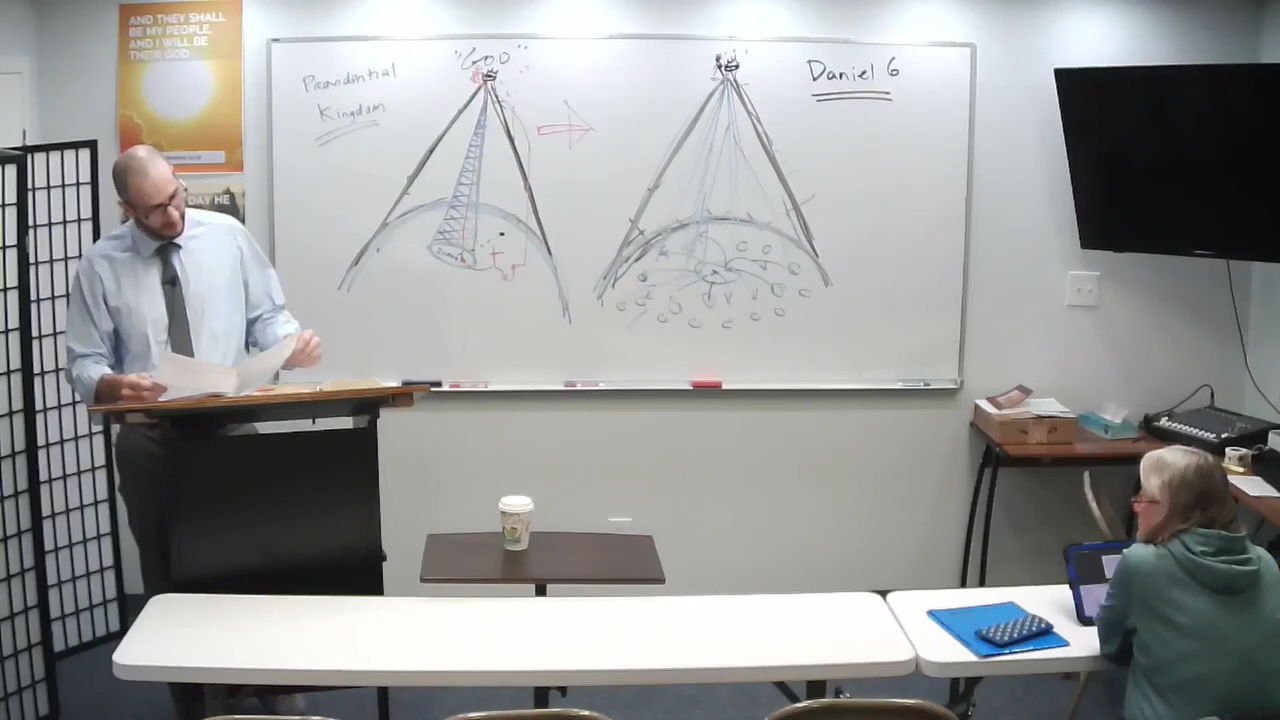 AND THEY SHALL
BE MY PEOPLE,
AND I WILL BE
THEIR GOD
DAY HE
Providential
Kingdom
"GOD"
Daniel 6